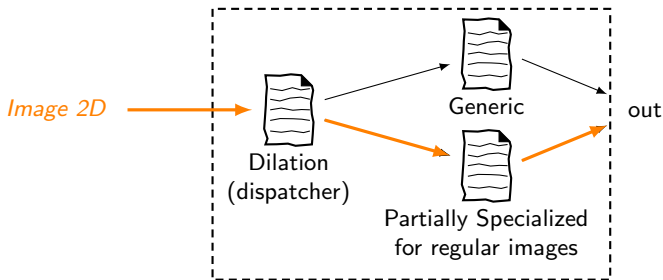 Image 2D
Dilation
(dispatcher)
Generic
Partially Specialized
for regular images
out